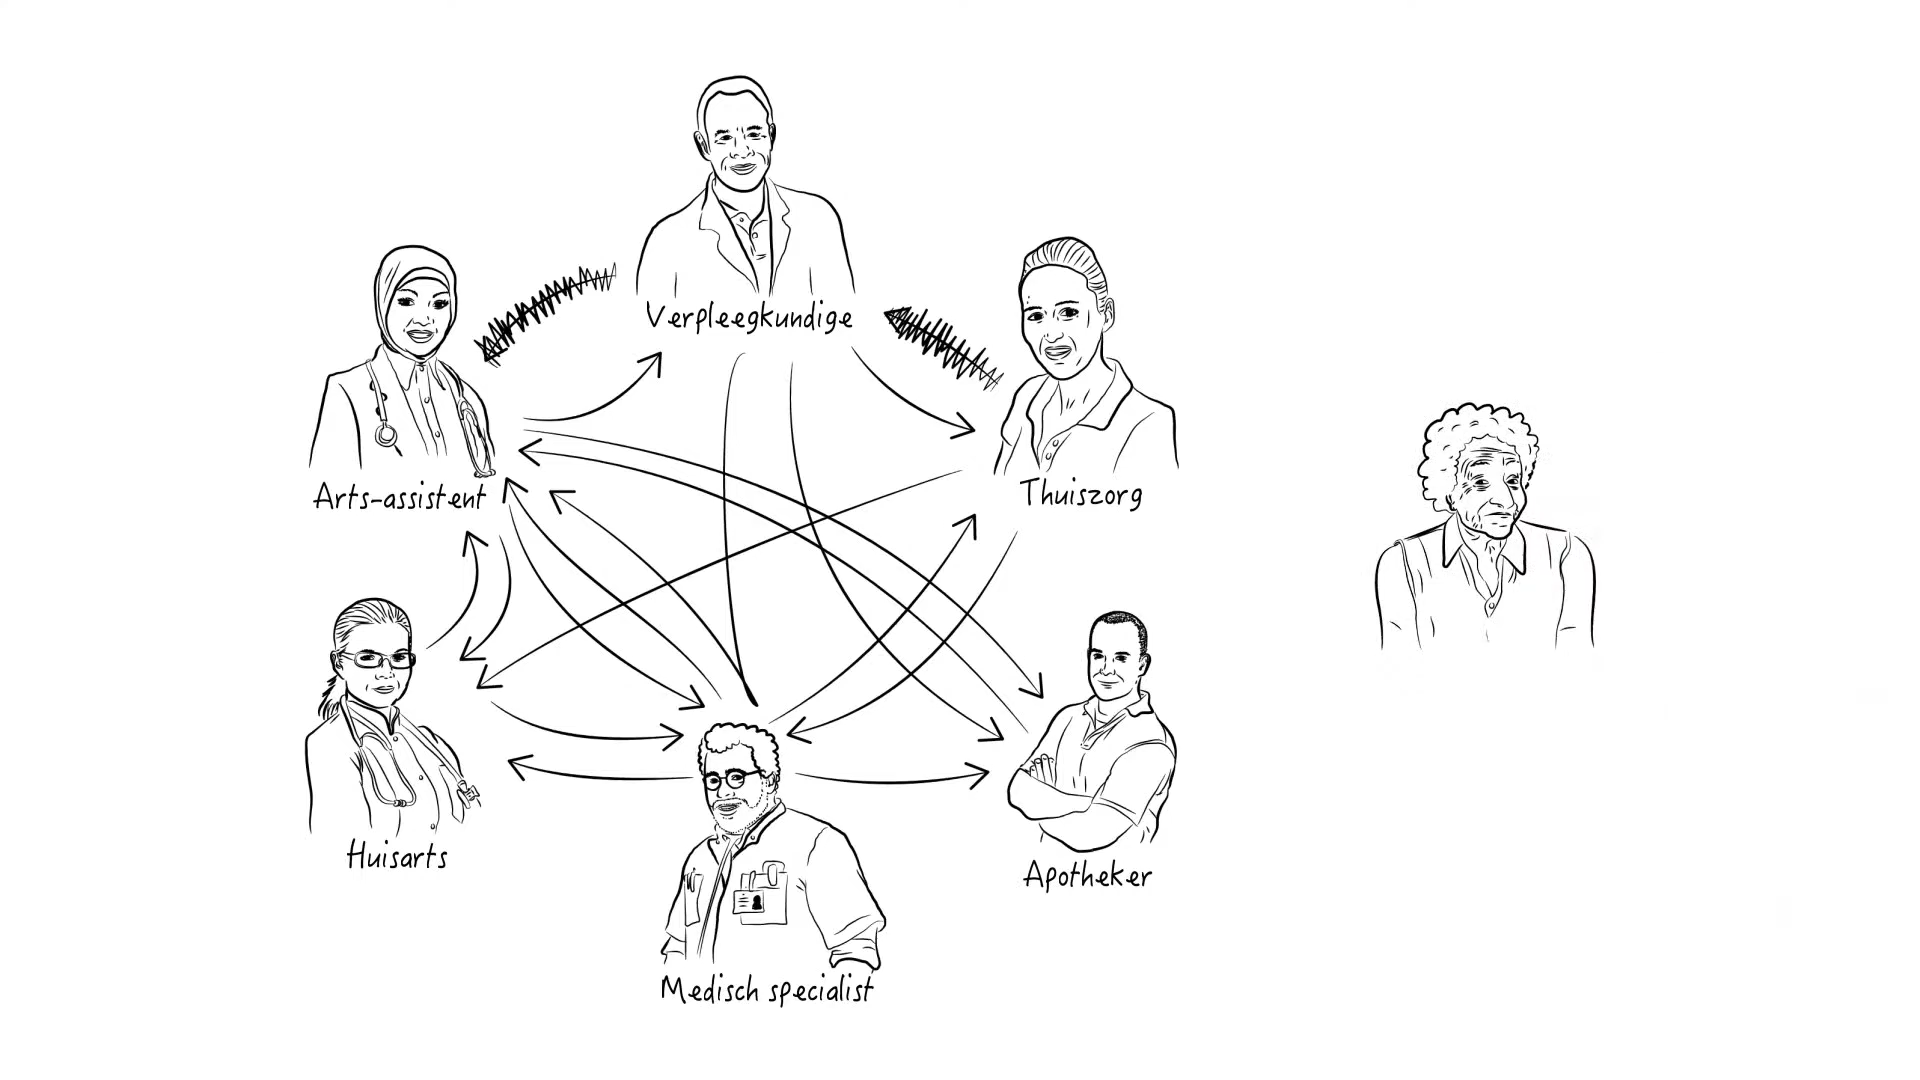 Verpleegkundige
Arts-assistent
Thuiszorg
Huisarts
Apotheker
Medisch specialist